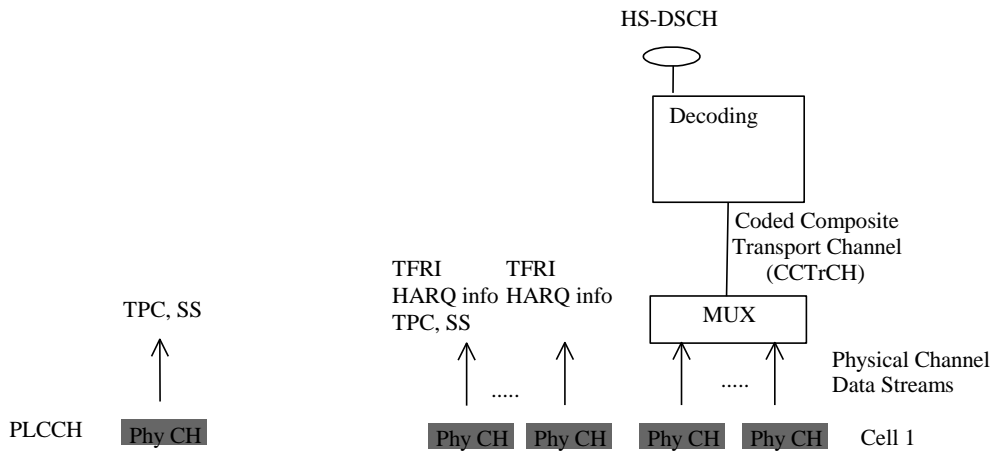 HS-DSCH
Decoding
Coded Composite
Transport Channel
(CCTrCH)
TFRI
HARQ info
TPC, SS
TFRI
HARQ info
TPC, SS
MUX
Physical Channel
Data Streams
.....
.....
PLCCH
Phy CH
Phy CH
Phy CH
Phy CH
Phy CH
Cell 1